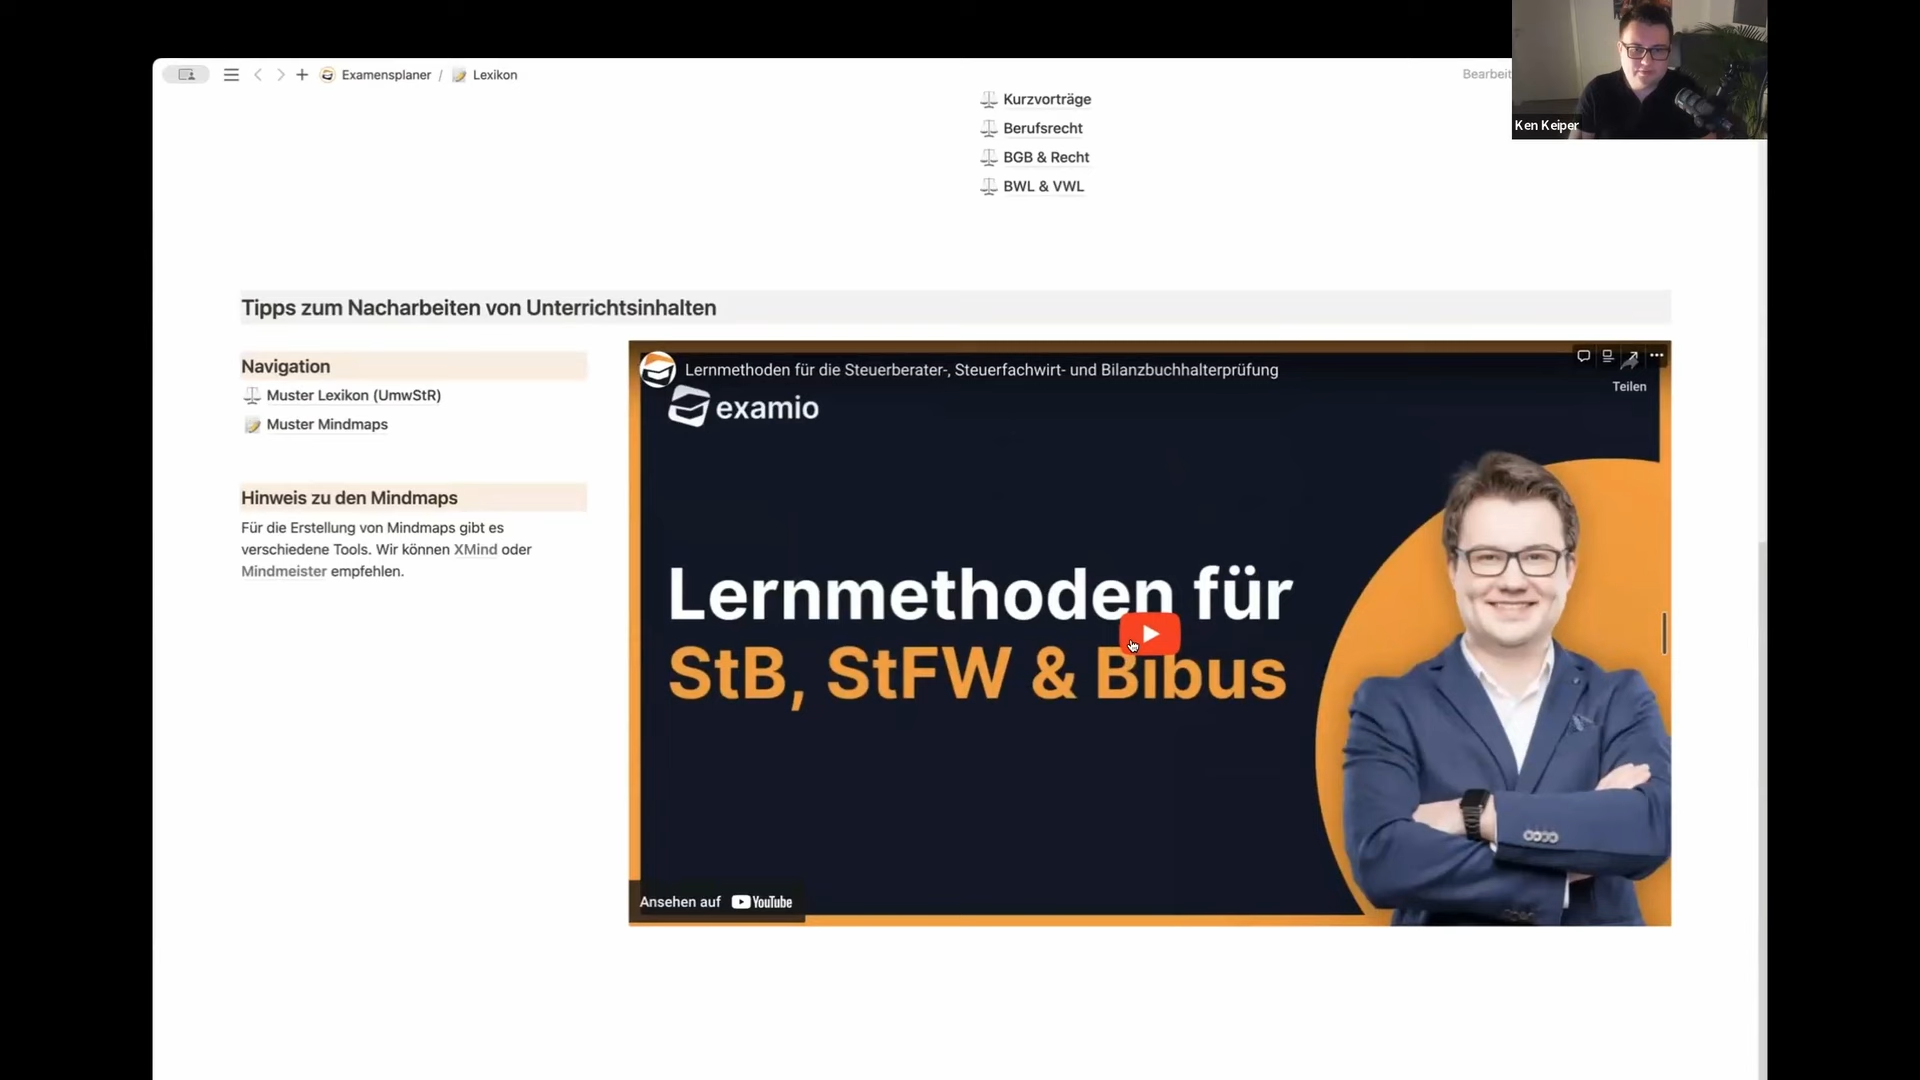 Examensplaner / Lexikon
Bearbeit
Ken Keiper
Kurzvorträge
Berufsrecht
BGB & Recht
BWL & VWL
Tipps zum Nacharbeiten von Unterrichtsinhalten
Navigation
Muster Lexikon (UmwStR)
Muster Mindmaps
Hinweis zu den Mindmaps
Für die Erstellung von Mindmaps gibt es
verschiedene Tools. Wir können XMind oder
Mindmeister empfehlen.
Lernmethoden für die Steuerberater-, Steuerfachwirt- und Bilanzbuchhalterprüfung
Teilen
examio
Lernmethoden für
StB, StFW & Bibus
Ansehen auf YouTube